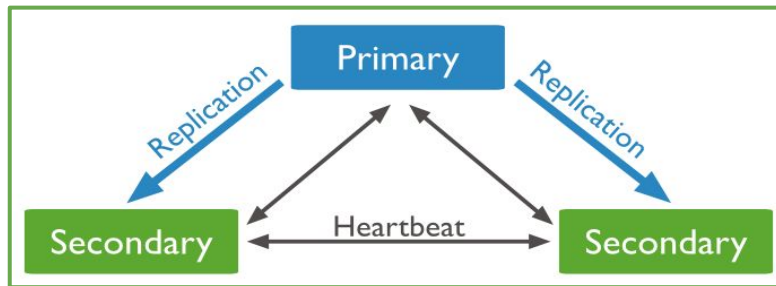 Primary
Replication
Replication
Heartbeat
Secondary
Secondary